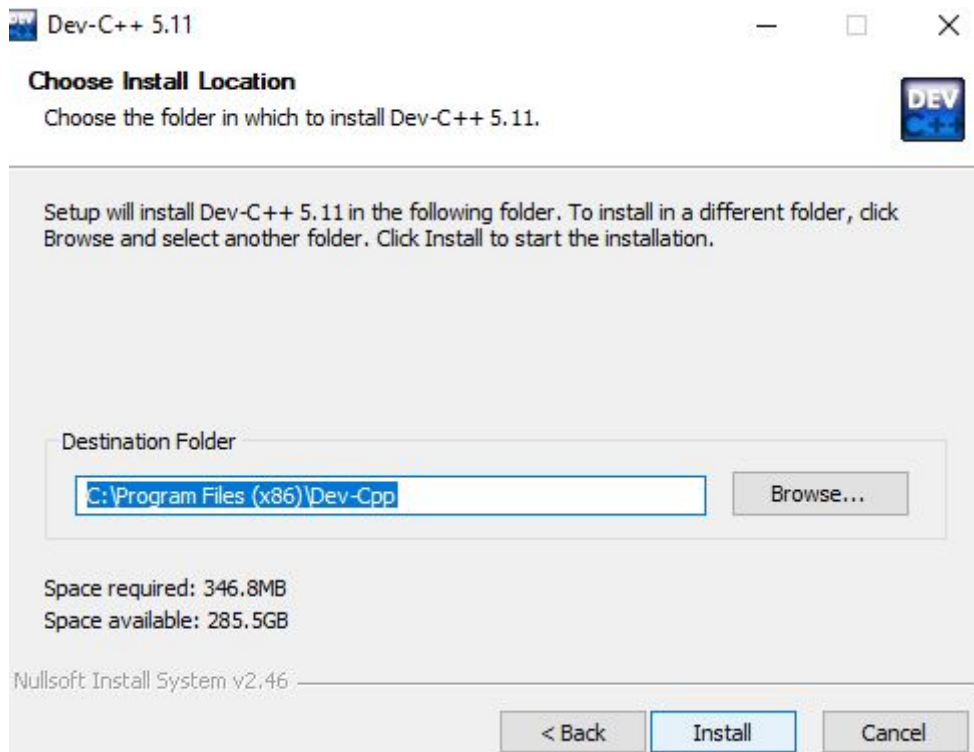 Dev-C++ 5.11
Choose Install Location
Choose the folder in which to install Dev-C++ 5.11.
DEV
C++
Setup will install Dev-C++ 5.11 in the following folder. To install in a different folder, click
Browse and select another folder. Click Install to start the installation.
Destination Folder
C:\Program Files (x86)\Dev-Cpp
Browse...
Space required: 346.8MB
Space available: 285.5GB
Nullsoft Install System v2.46
< Back
Install
Cancel